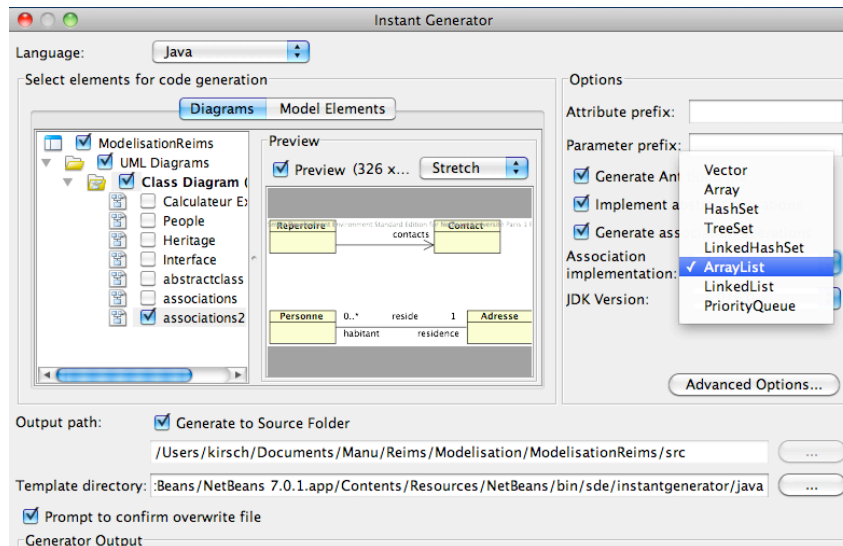 Instant Generator
Language: Java
Select elements for code generation
Diagrams Model Elements
ModelisationReims
UML Diagrams
Class Diagram (
Calculateur Ex
People
Heritage
Interface
abstractclass
associations
associations2
Preview
Preview (326 x... Stretch
Repertoire
Contact
contacts
Personne 0..* reside 1 Adresse
habitant residence
Options
Attribute prefix:
Parameter prefix:
Generate Ant
Implement a
Generate ass
Association
implementation:
JDK Version:
Vector
Array
HashSet
TreeSet
LinkedHashSet
✓ ArrayList
LinkedList
PriorityQueue
Advanced Options...
Output path: Generate to Source Folder
/Users/kirsch/Documents/Manu/Reims/Modelisation/ModelisationReims/src ...
Template directory: :Beans/NetBeans 7.0.1.app/Contents/Resources/NetBeans/bin/sde/instantgenerator/java ...
Prompt to confirm overwrite file
Generator Output